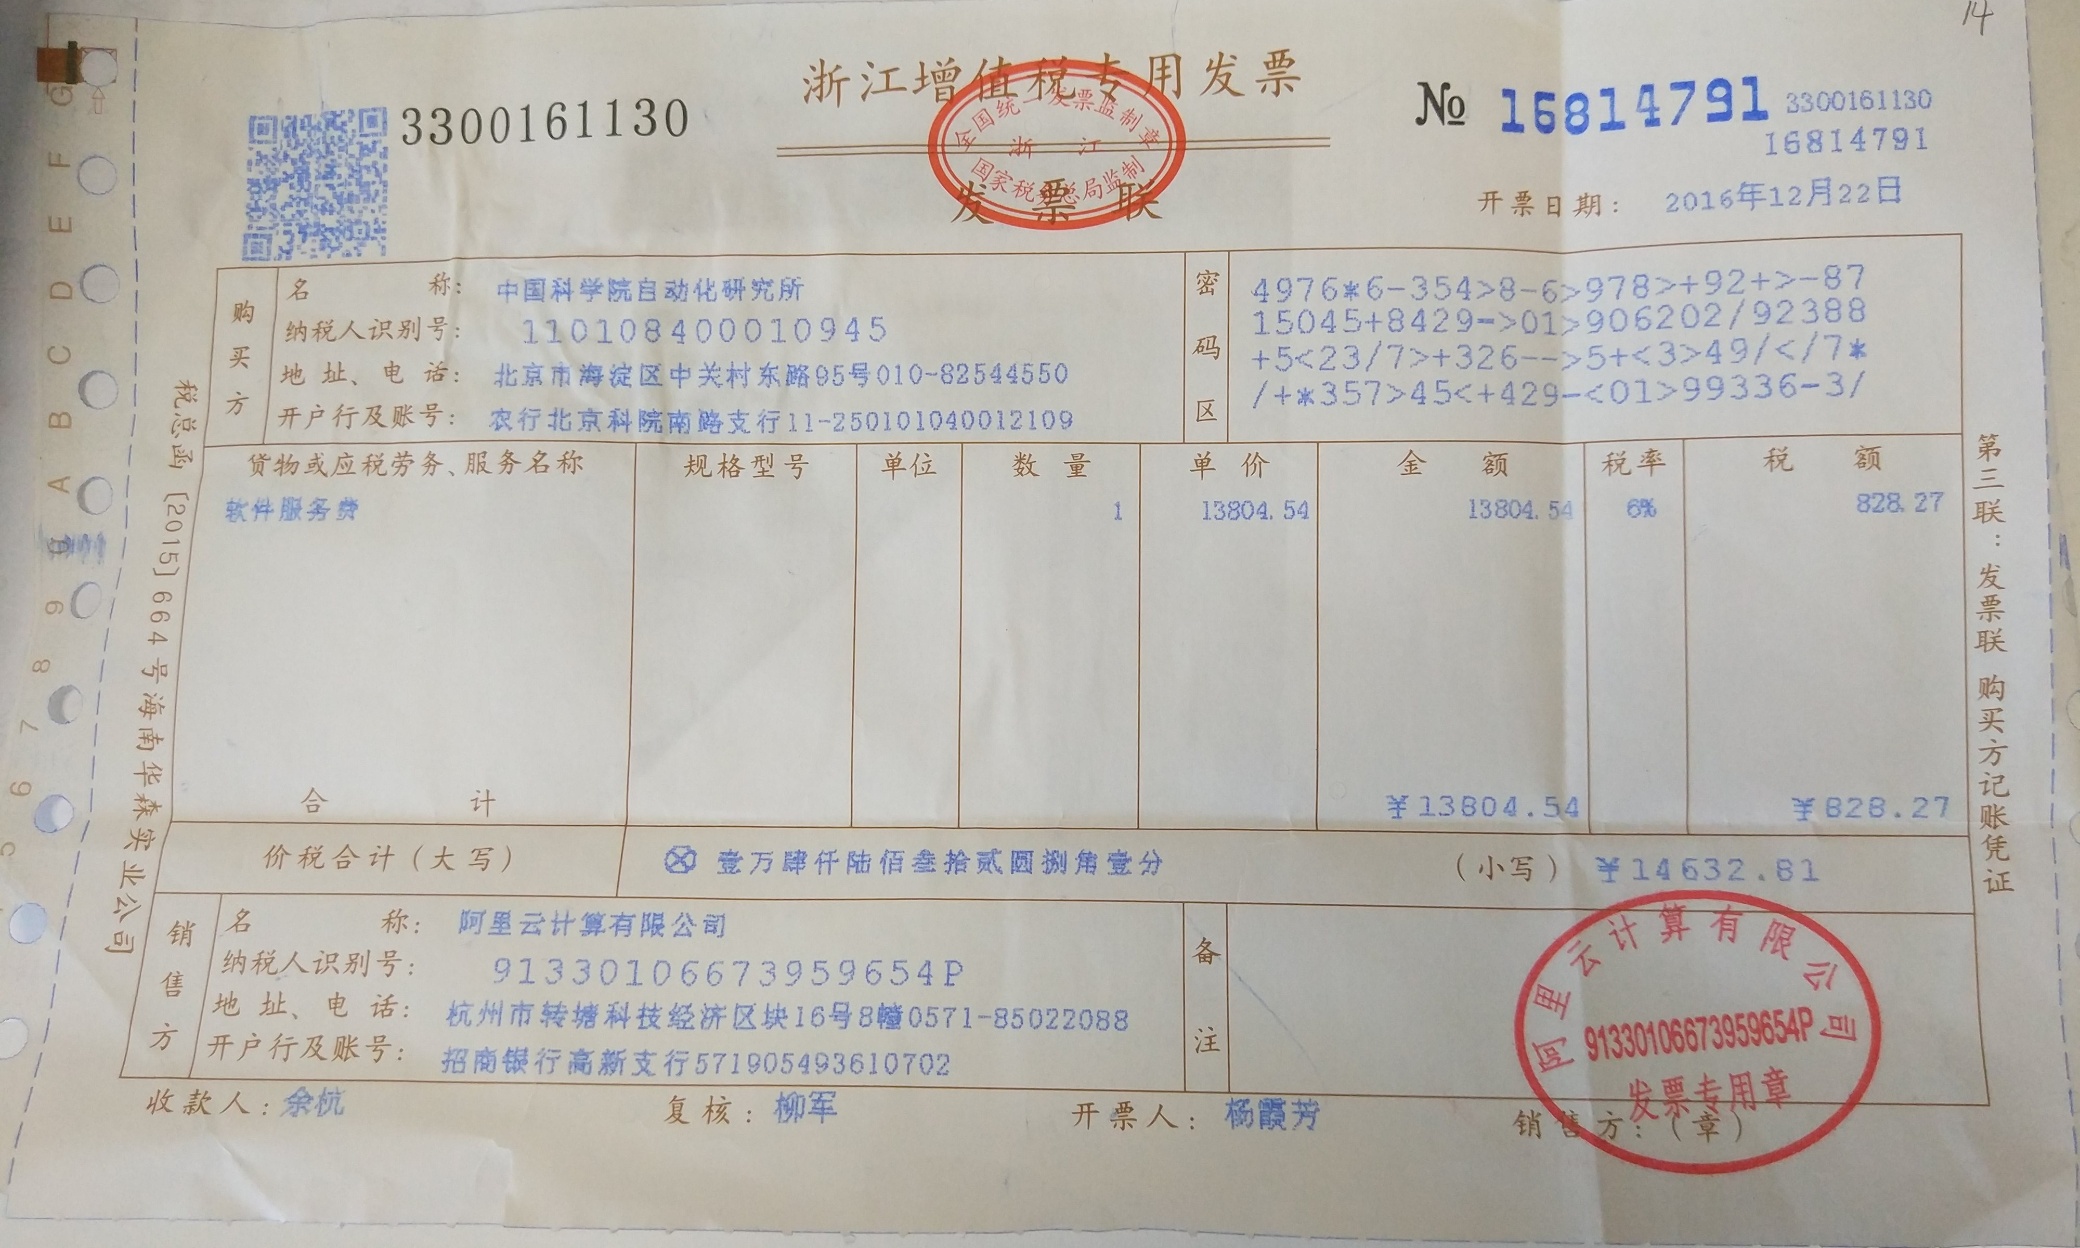 14
浙江增值税专用发票
3300161130
№ 16814791
3300161130
16814791
全国统一发票监制章
浙江
国家税务总局监制
发票联
开票日期: 2016年12月22日
购买方
名称: 中国科学院自动化研究所
纳税人识别号: 110108400010945
地址、电话: 北京市海淀区中关村东路95号010-82544550
开户行及账号: 农行北京科院南路支行11-250101040012109
密码区
4976*6-354>8-6>978>+92+>-87
15045+8429->01>906202/92388
+5<23/7>+326-->5+<3>49/</7*
/+*357>45<+429-<01>99336-3/
货物或应税劳务、服务名称 规格型号 单位 数量 单价 金额 税率 税额
软件服务费 1 13804.54 13804.54 6% 828.27
合计 ¥13804.54 ¥828.27
价税合计(大写) ⊗ 壹万肆仟陆佰叁拾贰圆捌角壹分 (小写) ¥14632.81
销售方
名称: 阿里云计算有限公司
纳税人识别号: 91330106673959654P
地址、电话: 杭州市转塘科技经济区块16号8幢0571-85022088
开户行及账号: 招商银行高新支行571905493610702
备注
阿里云计算有限公司
91330106673959654P
发票专用章
收款人: 余杭 复核: 柳军 开票人: 杨霞芳 销售方:(章)
税总函〔2015〕664号海南华森实业公司
第三联:发票联 购买方记账凭证
G
F
E
D
C
B
A
9
8
7
6
5